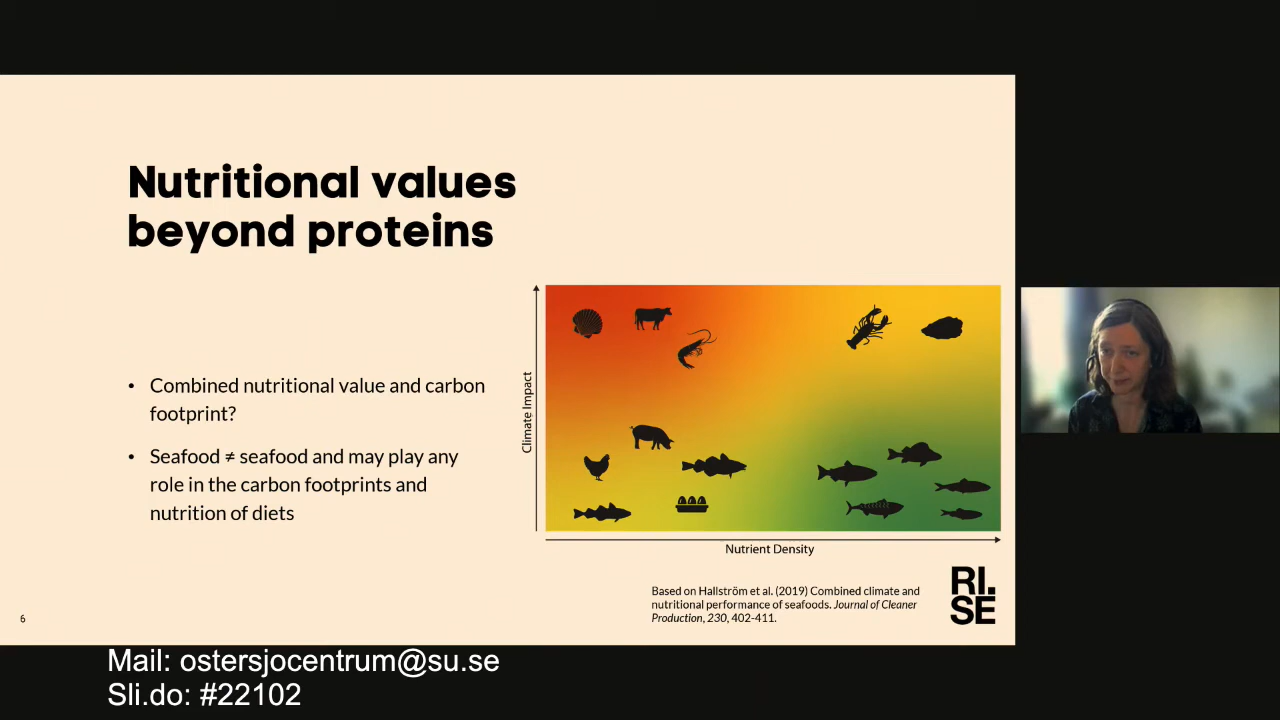 Nutritional values
beyond proteins
• Combined nutritional value and carbon
footprint?
• Seafood ≠ seafood and may play any
role in the carbon footprints and
nutrition of diets
Climate Impact
Nutrient Density
Based on Hallström et al. (2019) Combined climate and
nutritional performance of seafoods. Journal of Cleaner
Production, 230, 402-411.
RI.
SE
6
Mail: ostersjocentrum@su.se
Sli.do: #22102